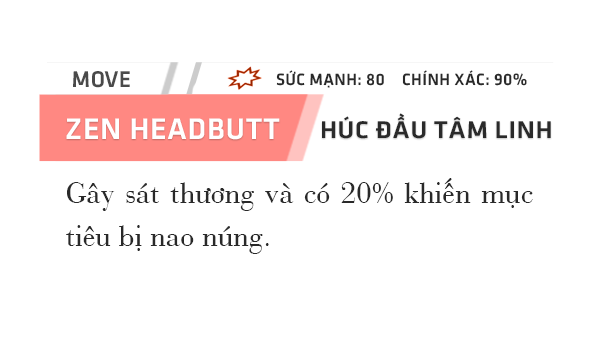 MOVE SỨC MẠNH: 80 CHÍNH XÁC: 90%
ZEN HEADBUTT HÚC ĐẦU TÂM LINH
Gây sát thương và có 20% khiến mục
tiêu bị nao núng.